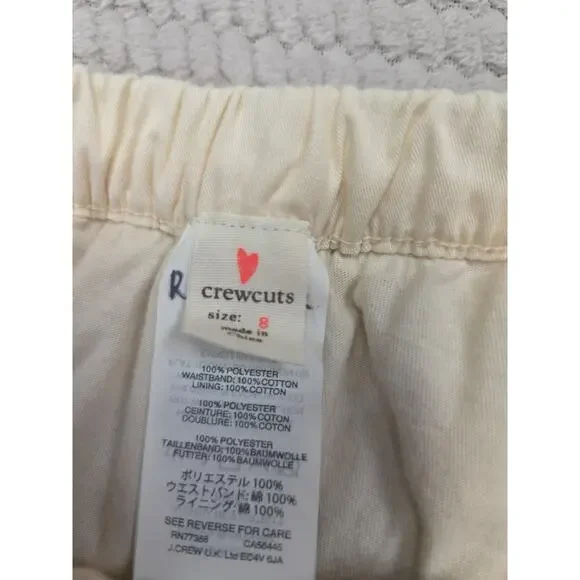 crewcuts
size: 8
made in
China
100% POLYESTER
WAISTBAND: 100% COTTON
LINING: 100% COTTON
100% POLYESTER
CEINTURE: 100% COTON
DOUBLURE: 100% COTON
100% POLYESTER
TAILLENBAND: 100% BAUMWOLLE
FUTTER: 100% BAUMWOLLE
ポリエステル 100%
ウエストバンド: 綿 100%
ライニング: 綿 100%
SEE REVERSE FOR CARE
RN77388 CA56446
J.CREW U.K. Ltd EC4V 6JA